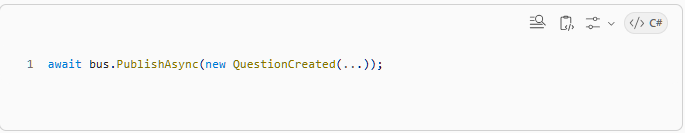 </> C#
1 await bus.PublishAsync(new QuestionCreated(...));